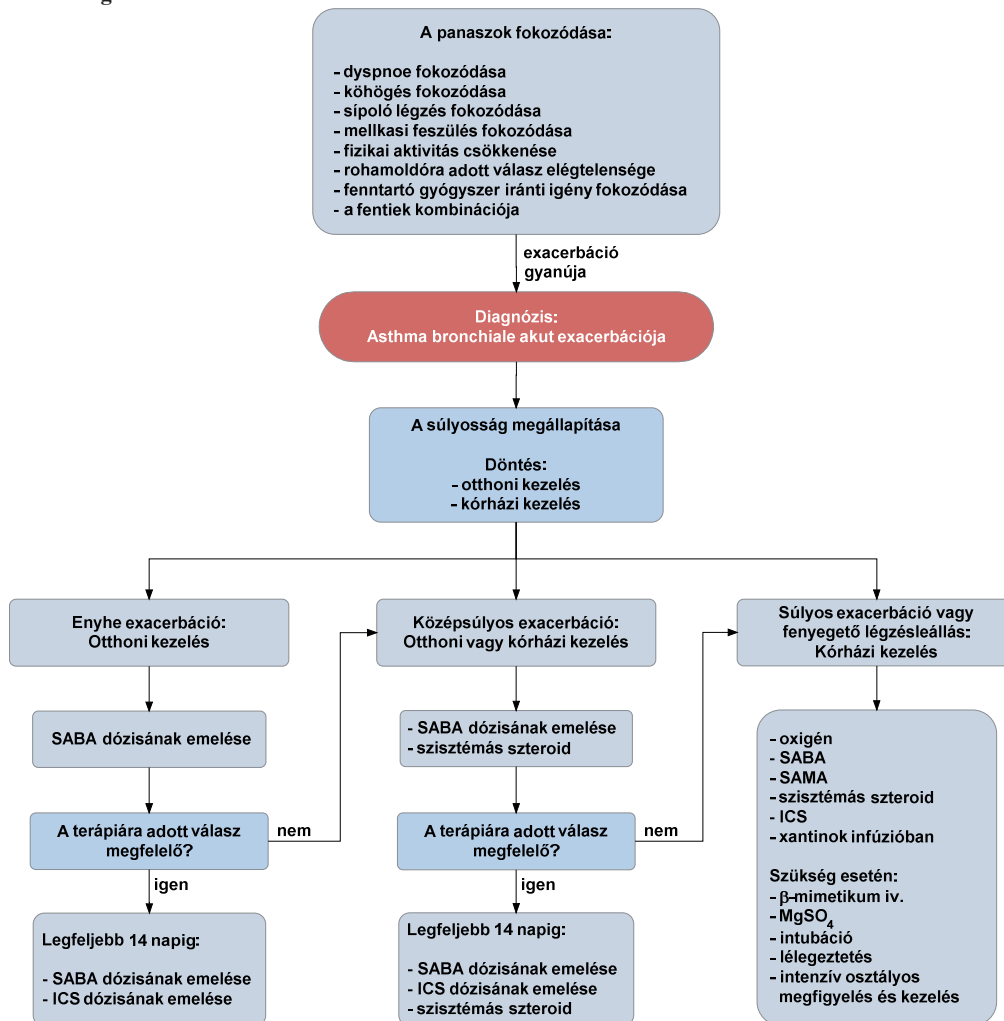 A panaszok fokozódása:
- dyspnoe fokozódása
- köhögés fokozódása
- sípoló légzés fokozódása
- mellkasi feszülés fokozódása
- fizikai aktivitás csökkenése
- rohamoldóra adott válasz elégtelensége
- fenntartó gyógyszer iránti igény fokozódása
- a fentiek kombinációja
exacerbáció
gyanúja
Diagnózis:
Asthma bronchiale akut exacerbációja
A súlyosság megállapítása
Döntés:
- otthoni kezelés
- kórházi kezelés
Enyhe exacerbáció:
Otthoni kezelés
SABA dózisának emelése
A terápiára adott válasz
megfelelő?
nem
igen
Legfeljebb 14 napig:
- SABA dózisának emelése
- ICS dózisának emelése
Középsúlyos exacerbáció:
Otthoni vagy kórházi kezelés
- SABA dózisának emelése
- szisztémás szteroid
A terápiára adott válasz
megfelelő?
nem
igen
Legfeljebb 14 napig:
- SABA dózisának emelése
- ICS dózisának emelése
- szisztémás szteroid
Súlyos exacerbáció vagy
fenyegető légzésleállás:
Kórházi kezelés
- oxigén
- SABA
- SAMA
- szisztémás szteroid
- ICS
- xantinok infúzióban
Szükség esetén:
- β-mimetikum iv.
- MgSO₄
- intubáció
- lélegeztetés
- intenzív osztályos
megfigyelés és kezelés